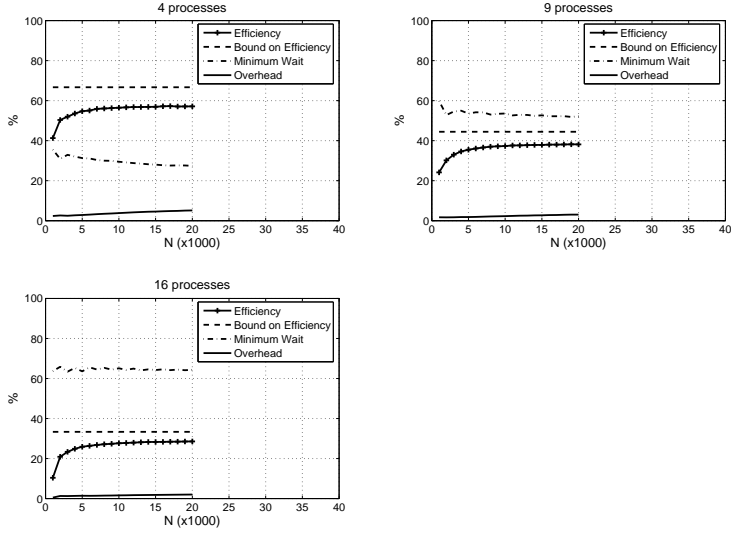 4 processes
100
80
60
40
20
0
%
0 5 10 15 20 25 30 35 40
N (x1000)
Efficiency
Bound on Efficiency
Minimum Wait
Overhead
9 processes
100
80
60
40
20
0
%
0 5 10 15 20 25 30 35 40
N (x1000)
Efficiency
Bound on Efficiency
Minimum Wait
Overhead
16 processes
100
80
60
40
20
0
%
0 5 10 15 20 25 30 35 40
N (x1000)
Efficiency
Bound on Efficiency
Minimum Wait
Overhead